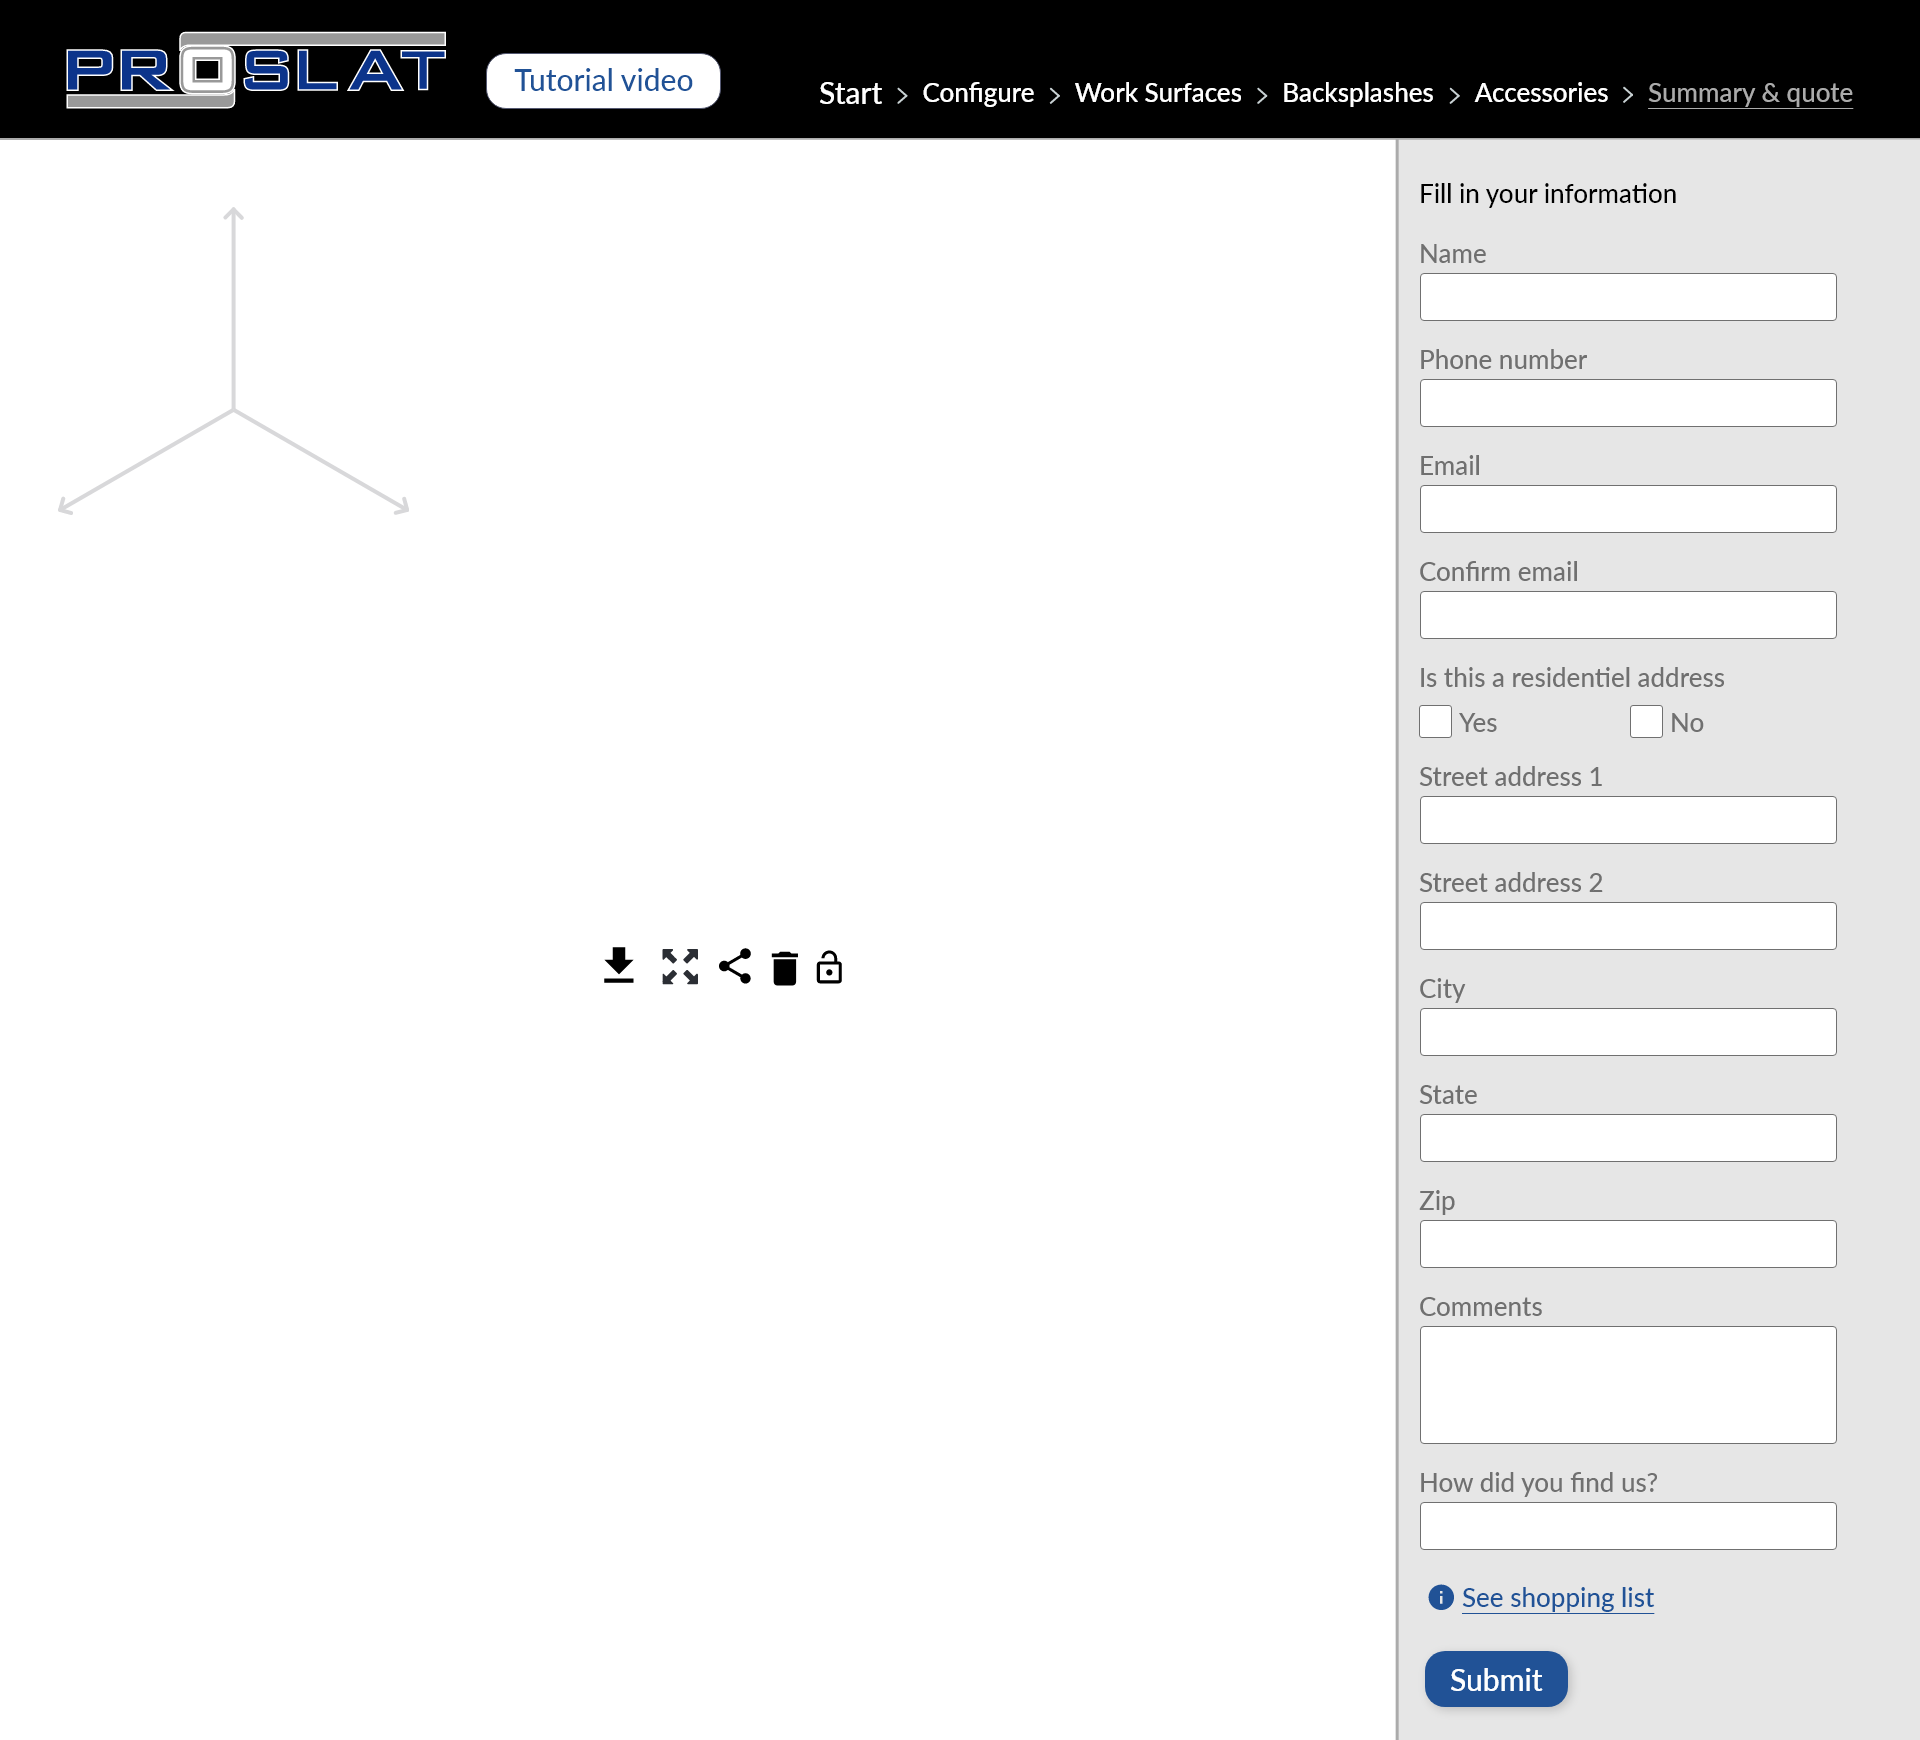 PROSLAT
Tutorial video
Start > Configure > Work Surfaces > Backsplashes > Accessories > Summary & quote
Fill in your information
Name
Phone number
Email
Confirm email
Is this a residentiel address
Yes No
Street address 1
Street address 2
City
State
Zip
Comments
How did you find us?
See shopping list
Submit